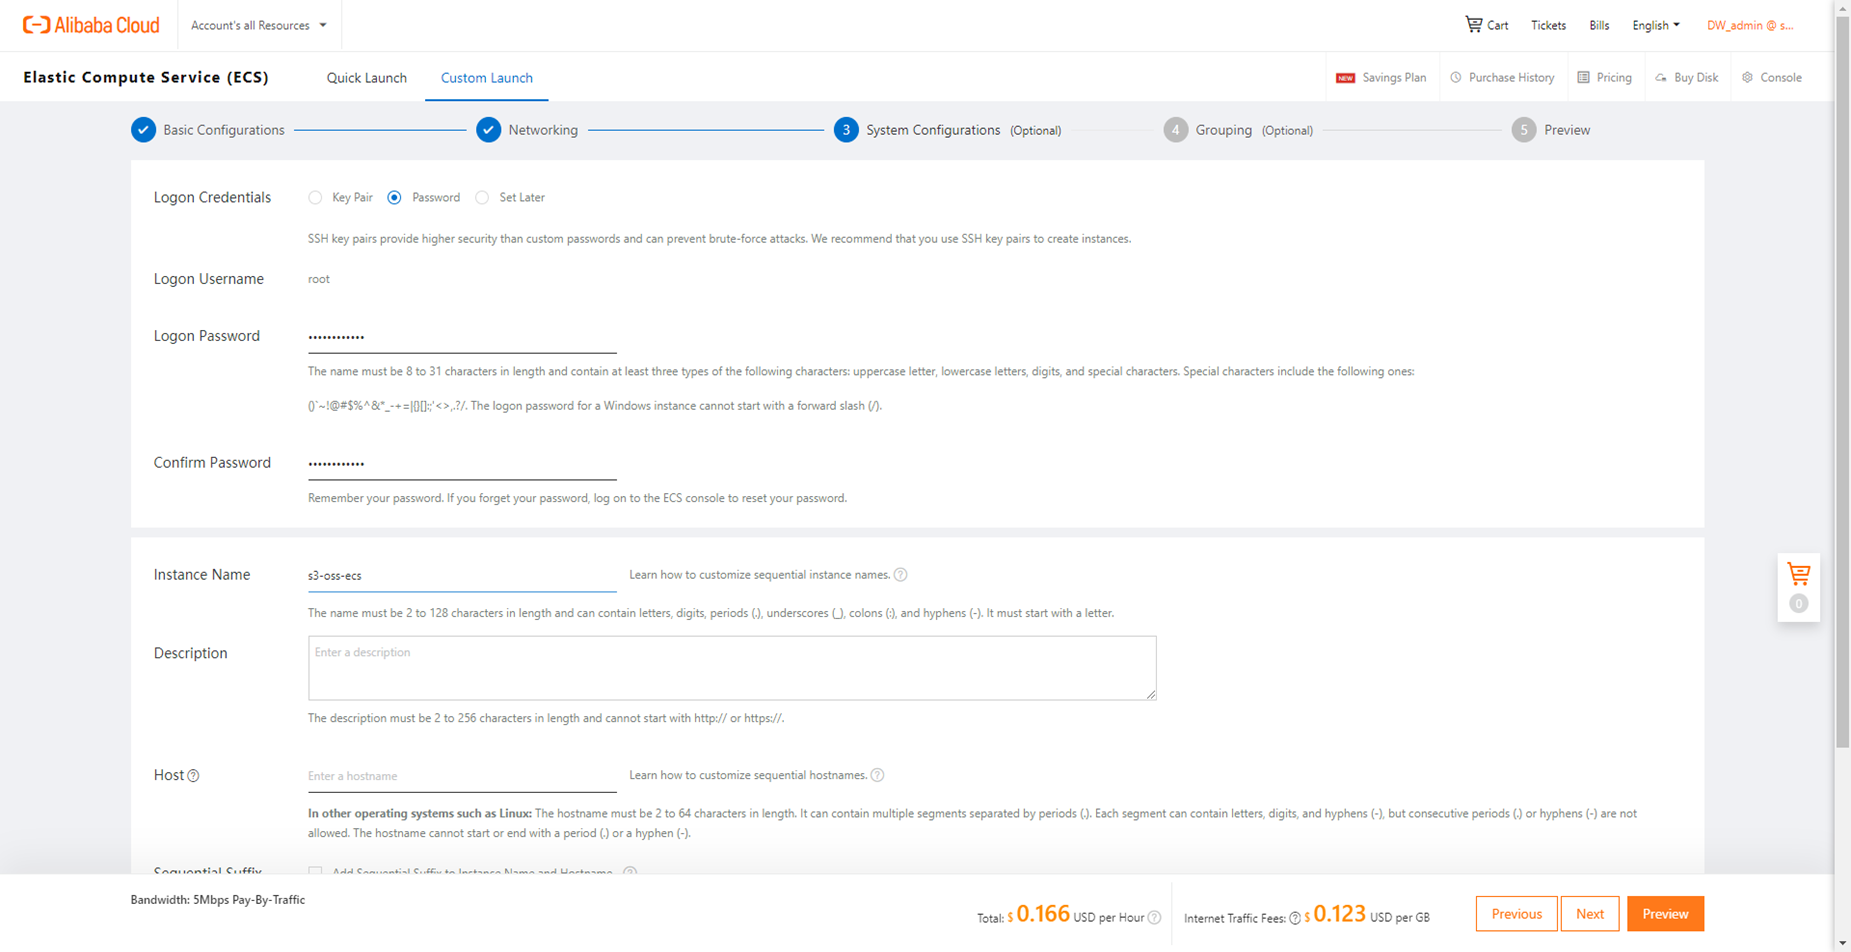 Alibaba Cloud
Account's all Resources
Cart
Tickets
Bills
English
DW_admin @ s...
Elastic Compute Service (ECS)
Quick Launch
Custom Launch
NEW Savings Plan
Purchase History
Pricing
Buy Disk
Console
Basic Configurations
Networking
3 System Configurations (Optional)
4 Grouping (Optional)
5 Preview
Logon Credentials
Key Pair
Password
Set Later
SSH key pairs provide higher security than custom passwords and can prevent brute-force attacks. We recommend that you use SSH key pairs to create instances.
Logon Username
root
Logon Password
The name must be 8 to 31 characters in length and contain at least three types of the following characters: uppercase letter, lowercase letters, digits, and special characters. Special characters include the following ones:
()`~!@#$%^&*_-+=|{}[]:;'<>,.?/. The logon password for a Windows instance cannot start with a forward slash (/).
Confirm Password
Remember your password. If you forget your password, log on to the ECS console to reset your password.
Instance Name
s3-oss-ecs
Learn how to customize sequential instance names.
The name must be 2 to 128 characters in length and can contain letters, digits, periods (.), underscores (_), colons (:), and hyphens (-). It must start with a letter.
Description
Enter a description
The description must be 2 to 256 characters in length and cannot start with http:// or https://.
Host
Enter a hostname
Learn how to customize sequential hostnames.
In other operating systems such as Linux: The hostname must be 2 to 64 characters in length. It can contain multiple segments separated by periods (.). Each segment can contain letters, digits, and hyphens (-), but consecutive periods (.) or hyphens (-) are not
allowed. The hostname cannot start or end with a period (.) or a hyphen (-).
Sequential Suffix
Add Sequential Suffix to Instance Name and Hostname
0
Bandwidth: 5Mbps Pay-By-Traffic
Total: $ 0.166 USD per Hour
Internet Traffic Fees: $ 0.123 USD per GB
Previous
Next
Preview